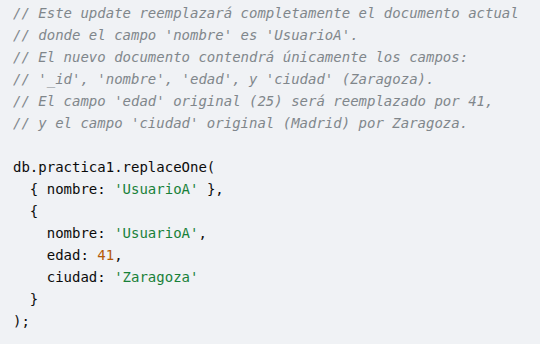 // Este update reemplazará completamente el documento actual
// donde el campo 'nombre' es 'UsuarioA'.
// El nuevo documento contendrá únicamente los campos:
// '_id', 'nombre', 'edad', y 'ciudad' (Zaragoza).
// El campo 'edad' original (25) será reemplazado por 41,
// y el campo 'ciudad' original (Madrid) por Zaragoza.

db.practica1.replaceOne(
  { nombre: 'UsuarioA' },
  {
    nombre: 'UsuarioA',
    edad: 41,
    ciudad: 'Zaragoza'
  }
);